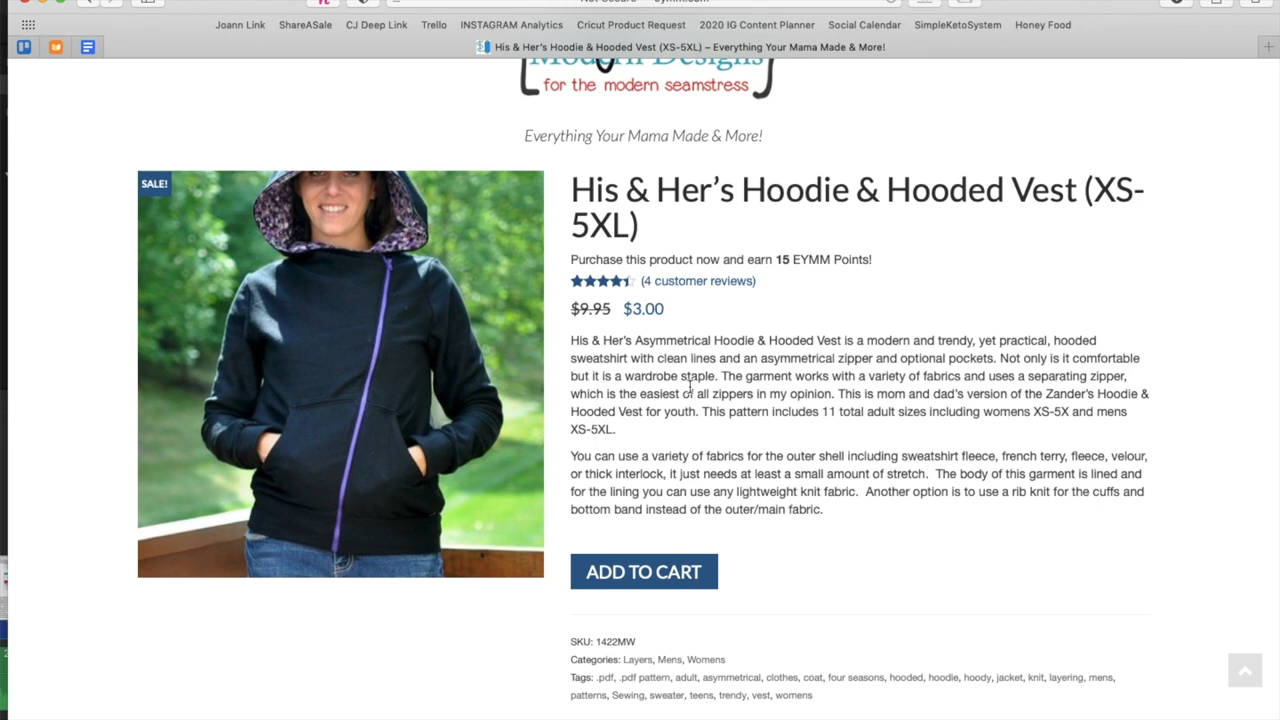 Joann Link ShareASale CJ Deep Link Trello INSTAGRAM Analytics Cricut Product Request 2020 IG Content Planner Social Calendar SimpleKetoSystem Honey Food
His & Her's Hoodie & Hooded Vest (XS-5XL) – Everything Your Mama Made & More!
Modern Designs
for the modern seamstress
Everything Your Mama Made & More!
SALE!
His & Her’s Hoodie & Hooded Vest (XS-
5XL)
Purchase this product now and earn 15 EYMM Points!
(4 customer reviews)
$9.95 $3.00
His & Her’s Asymmetrical Hoodie & Hooded Vest is a modern and trendy, yet practical, hooded
sweatshirt with clean lines and an asymmetrical zipper and optional pockets. Not only is it comfortable
but it is a wardrobe staple. The garment works with a variety of fabrics and uses a separating zipper,
which is the easiest of all zippers in my opinion. This is mom and dad’s version of the Zander’s Hoodie &
Hooded Vest for youth. This pattern includes 11 total adult sizes including womens XS-5X and mens
XS-5XL.
You can use a variety of fabrics for the outer shell including sweatshirt fleece, french terry, fleece, velour,
or thick interlock, it just needs at least a small amount of stretch. The body of this garment is lined and
for the lining you can use any lightweight knit fabric. Another option is to use a rib knit for the cuffs and
bottom band instead of the outer/main fabric.
ADD TO CART
SKU: 1422MW
Categories: Layers, Mens, Womens
Tags: .pdf, .pdf pattern, adult, asymmetrical, clothes, coat, four seasons, hooded, hoodie, hoody, jacket, knit, layering, mens,
patterns, Sewing, sweater, teens, trendy, vest, womens